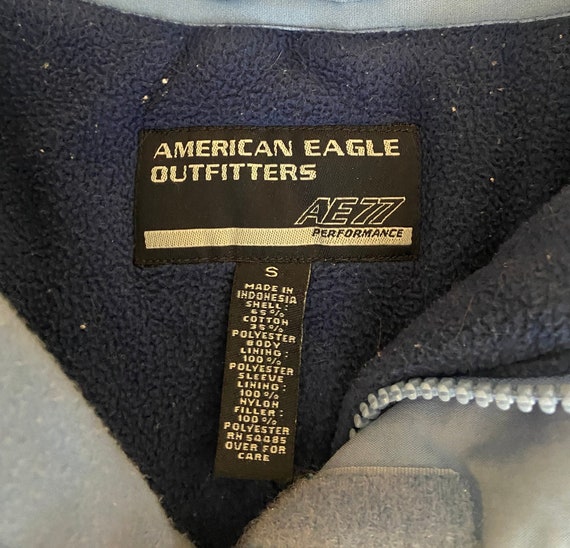 AMERICAN EAGLE
OUTFITTERS
AE77
PERFORMANCE
S
MADE IN
INDONESIA
SHELL:
65%
COTTON
35%
POLYESTER
BODY
LINING:
100%
POLYESTER
SLEEVE
LINING:
100%
NYLON
FILLER:
100%
POLYESTER
RN 54485
OVER FOR
CARE